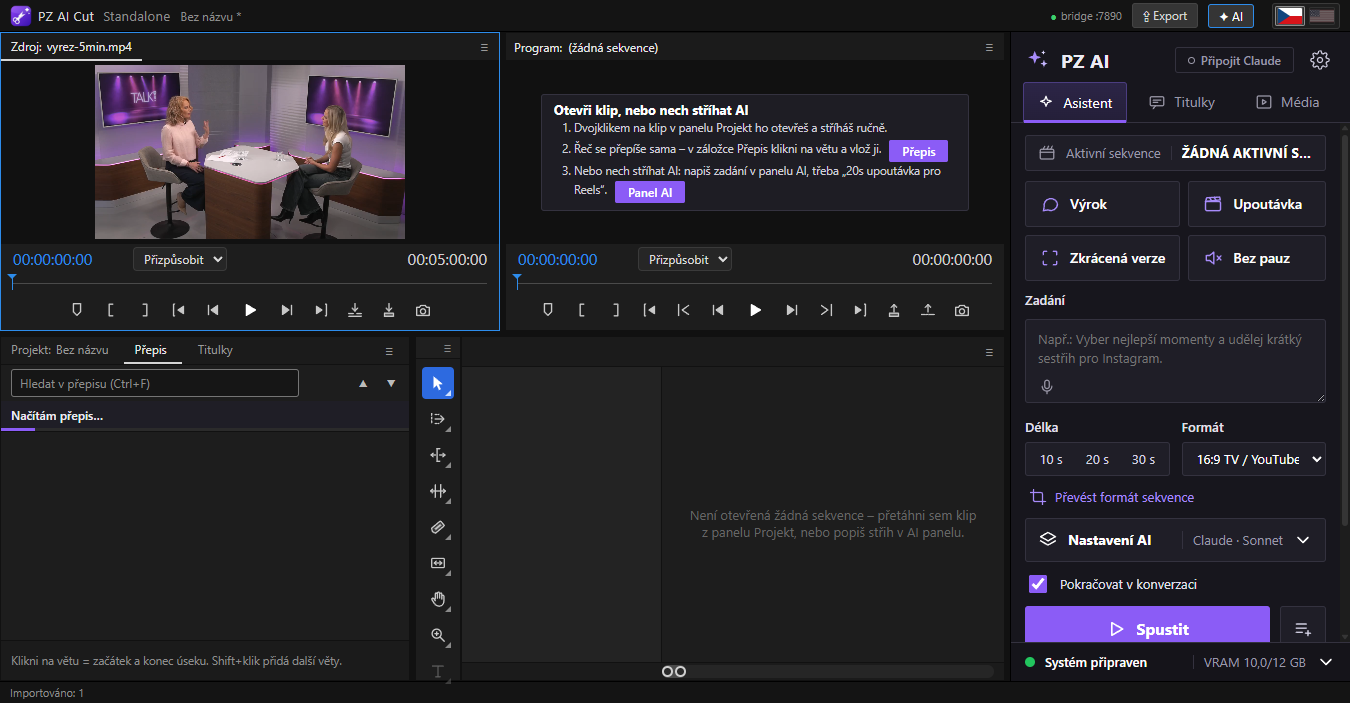 PZ AI Cut Standalone Bez názvu *
bridge :7890 Export AI
Zdroj: vyrez-5min.mp4
TALK!
00:00:00:00 Přizpůsobit 00:05:00:00
Program: (žádná sekvence)
Otevři klip, nebo nech stříhat AI
1. Dvojklikem na klip v panelu Projekt ho otevřeš a stříháš ručně.
2. Řeč se přepíše sama – v záložce Přepis klikni na větu a vlož ji. Přepis
3. Nebo nech stříhat AI: napiš zadání v panelu AI, třeba „20s upoutávka pro
Reels“. Panel AI
00:00:00:00 Přizpůsobit 00:00:00:00
Projekt: Bez názvu Přepis Titulky
Hledat v přepisu (Ctrl+F)
Načítám přepis...
Klikni na větu = začátek a konec úseku. Shift+klik přidá další věty.
Není otevřená žádná sekvence – přetáhni sem klip
z panelu Projekt, nebo popiš střih v AI panelu.
PZ AI Připojit Claude
Asistent Titulky Média
Aktivní sekvence ŽÁDNÁ AKTIVNÍ S...
Výrok Upoutávka
Zkrácená verze Bez pauz
Zadání
Např.: Vyber nejlepší momenty a udělej krátký
sestřih pro Instagram.
Délka Formát
10 s 20 s 30 s 16:9 TV / YouTube
Převést formát sekvence
Nastavení AI Claude · Sonnet
Pokračovat v konverzaci
Spustit
Systém připraven VRAM 10,0/12 GB
Importováno: 1